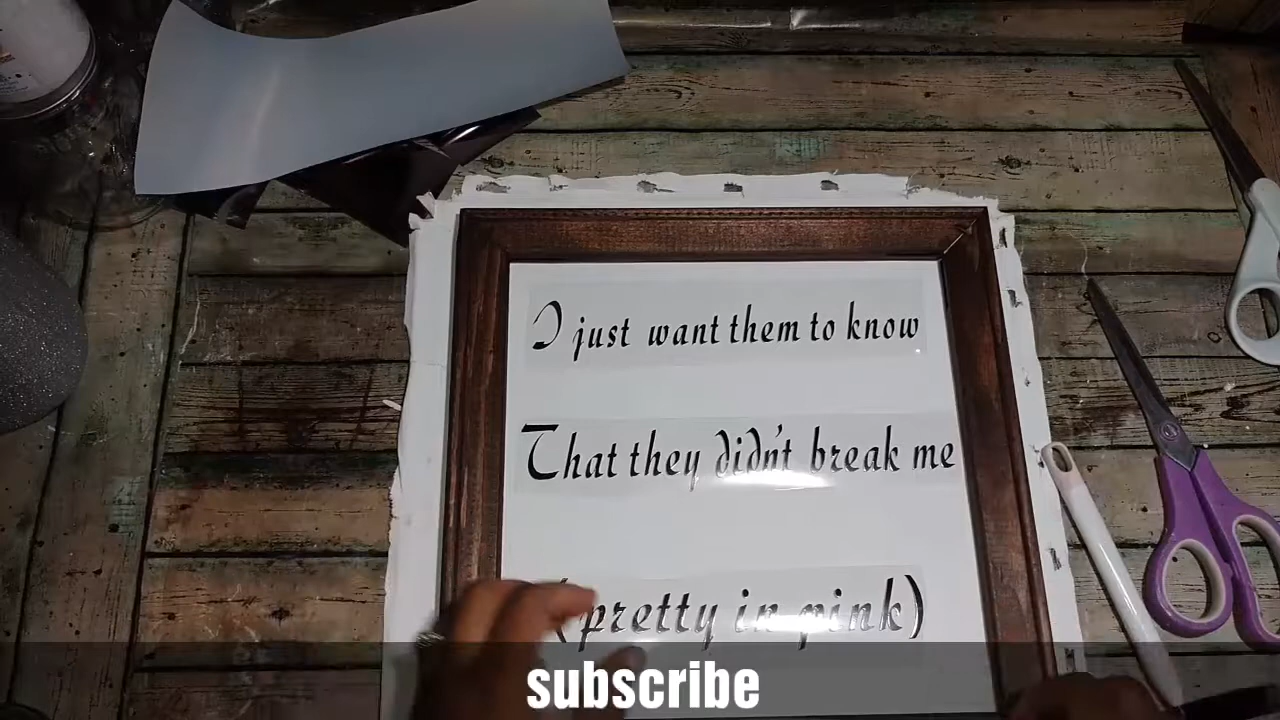 I just want them to know
That they didn't break me
(pretty in pink)
subscribe